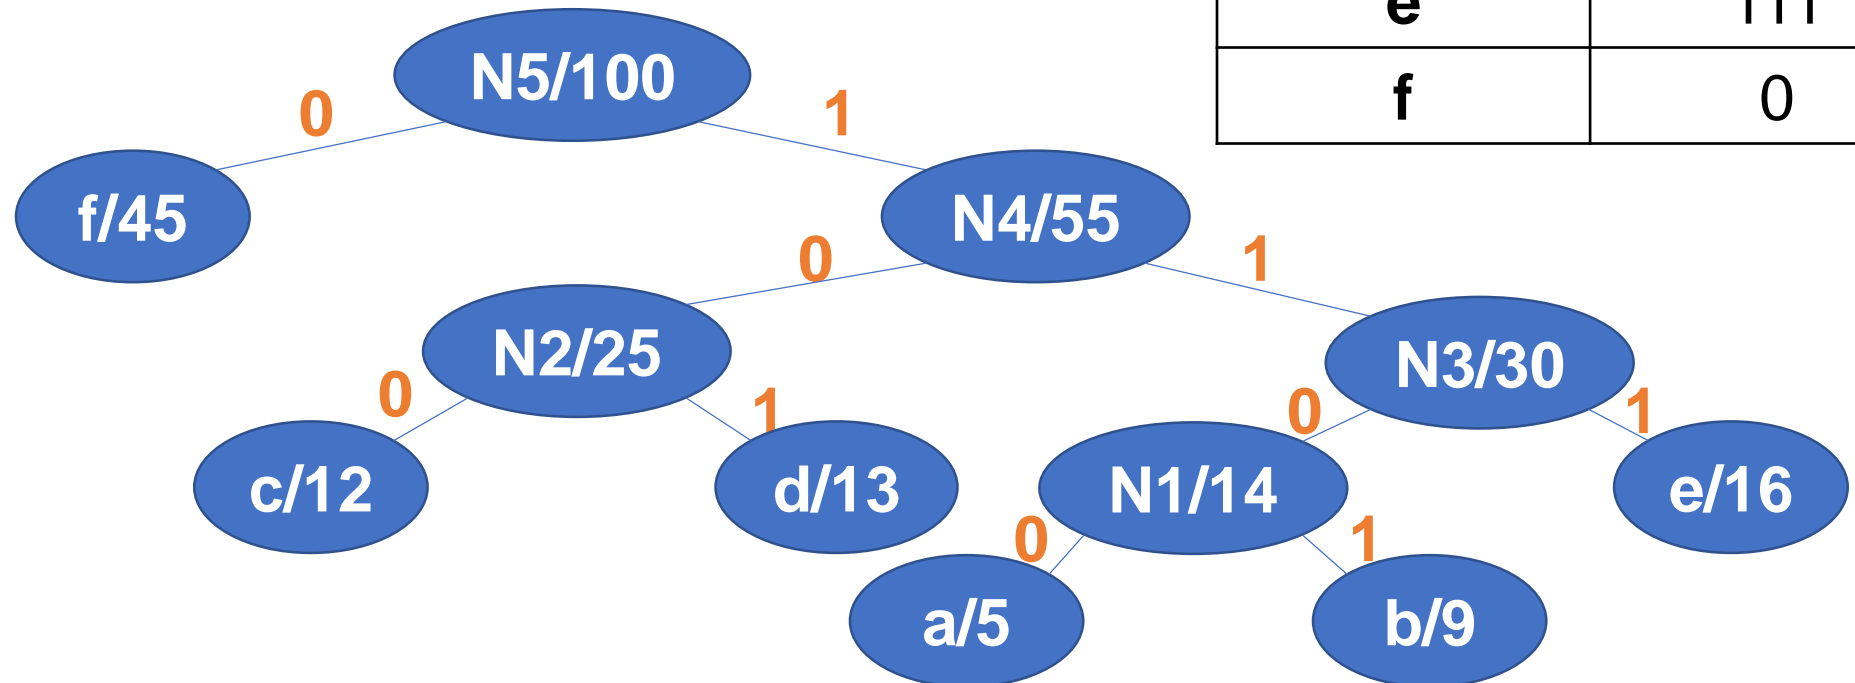 e 111
f 0
N5/100
0 1
f/45 N4/55
0 1
N2/25 N3/30
0 1 0 1
c/12 d/13 N1/14 e/16
0 1
a/5 b/9